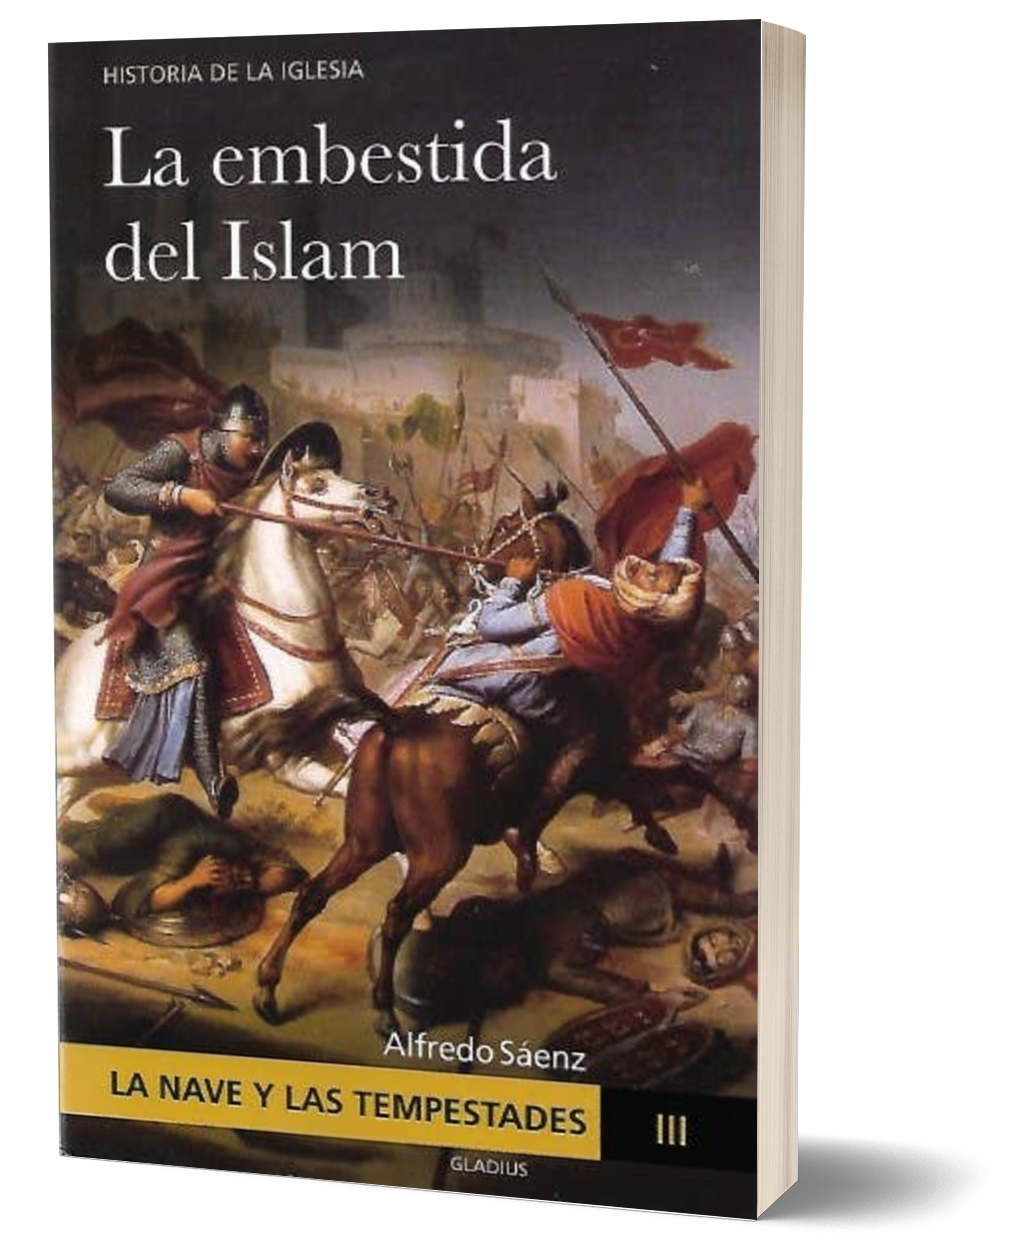 HISTORIA DE LA IGLESIA
La embestida
del Islam
Alfredo Sáenz
LA NAVE Y LAS TEMPESTADES
III
GLADIUS